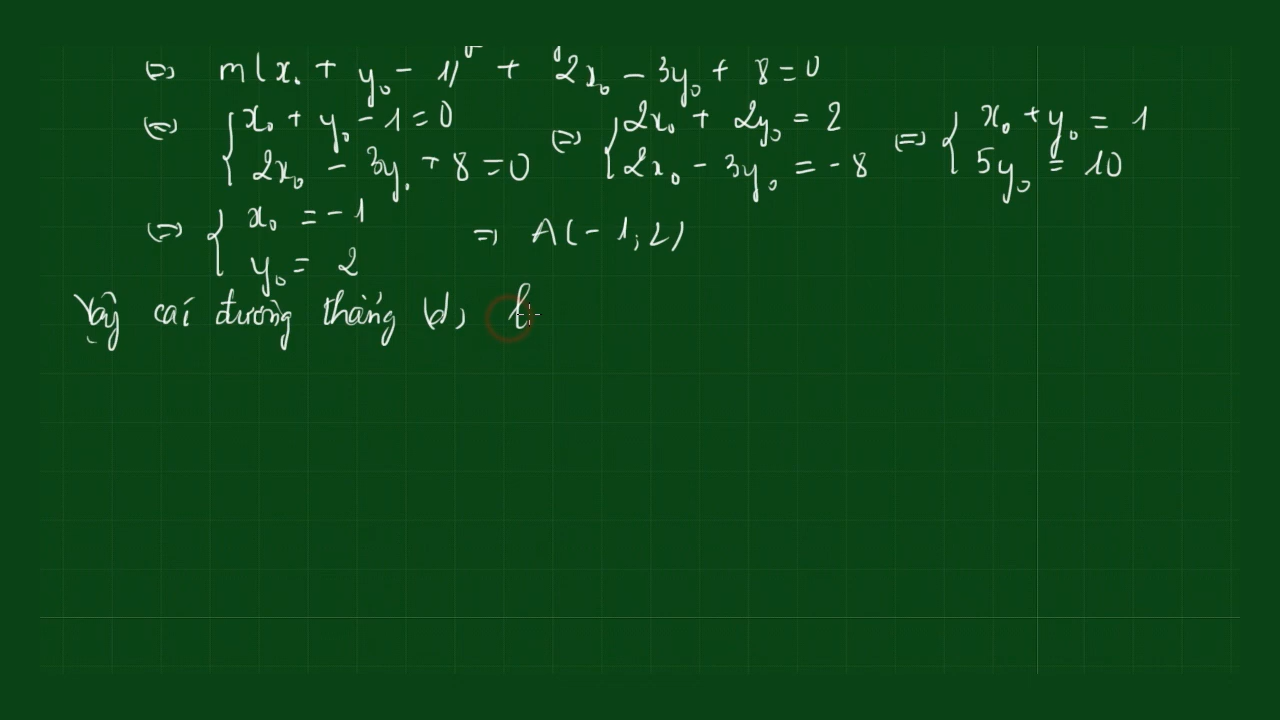 ⇔ m(x₀ + y₀ - 1) + 2x₀ - 3y₀ + 8 = 0
⇔ { x₀ + y₀ - 1 = 0 ⇔ { 2x₀ + 2y₀ = 2 ⇔ { x₀ + y₀ = 1
2x₀ - 3y₀ + 8 = 0 2x₀ - 3y₀ = -8 5y₀ = 10
⇔ { x₀ = -1 ⇒ A(-1; 2)
y₀ = 2
Vậy cái đường thẳng (d)